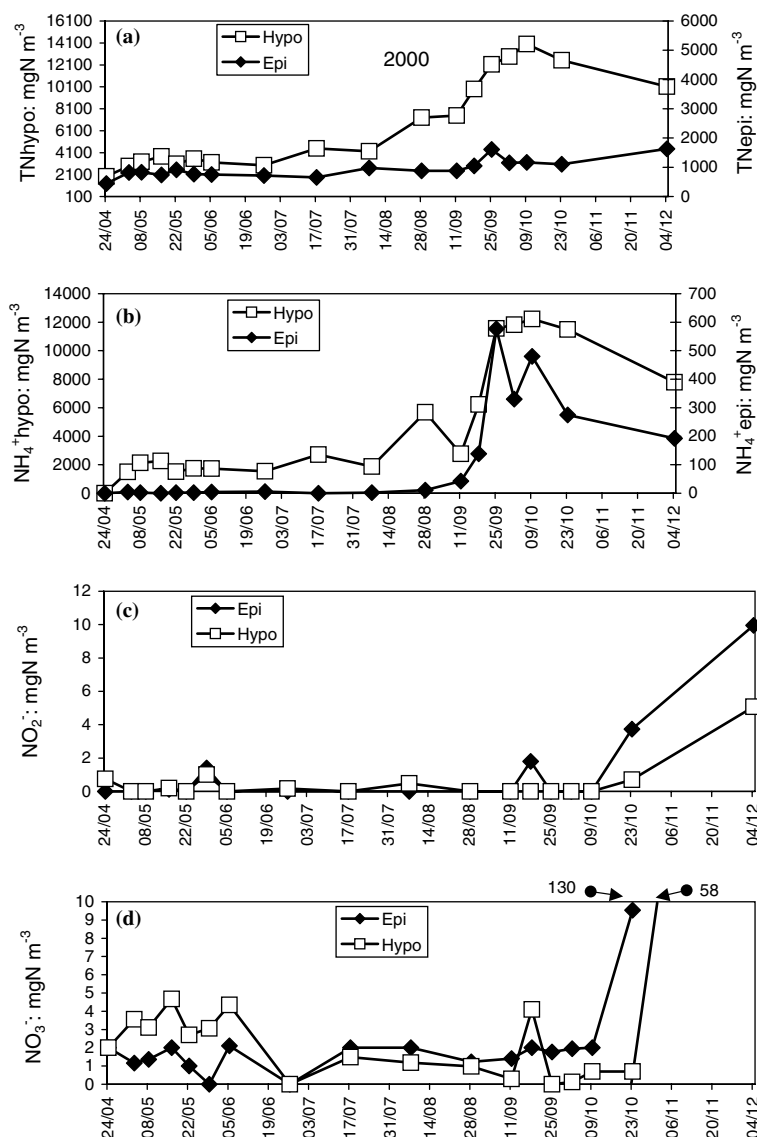 (a)
2000
Hypo
Epi
TNhypo: mgN m-3
16100
14100
12100
10100
8100
6100
4100
2100
100
TNepi: mgN m-3
6000
5000
4000
3000
2000
1000
0
24/04 08/05 22/05 05/06 19/06 03/07 17/07 31/07 14/08 28/08 11/09 25/09 09/10 23/10 06/11 20/11 04/12
(b)
Hypo
Epi
NH4+hypo: mgN m-3
14000
12000
10000
8000
6000
4000
2000
0
NH4+epi: mgN m-3
700
600
500
400
300
200
100
0
24/04 08/05 22/05 05/06 19/06 03/07 17/07 31/07 14/08 28/08 11/09 25/09 09/10 23/10 06/11 20/11 04/12
(c)
Epi
Hypo
NO2-: mgN m-3
12
10
8
6
4
2
0
24/04 08/05 22/05 05/06 19/06 03/07 17/07 31/07 14/08 28/08 11/09 25/09 09/10 23/10 06/11 20/11 04/12
(d)
Epi
Hypo
130
58
NO3-: mgN m-3
10
9
8
7
6
5
4
3
2
1
0
24/04 08/05 22/05 05/06 19/06 03/07 17/07 31/07 14/08 28/08 11/09 25/09 09/10 23/10 06/11 20/11 04/12